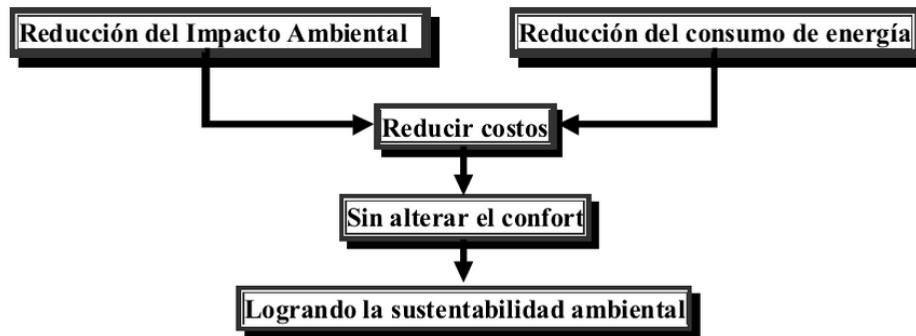 Reducción del Impacto Ambiental
Reducción del consumo de energía
Reducir costos
Sin alterar el confort
Logrando la sustentabilidad ambiental